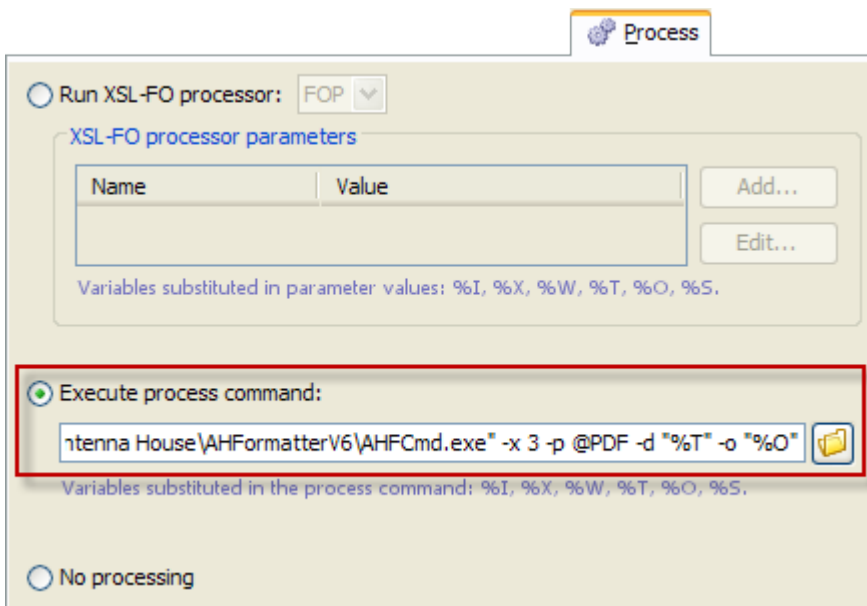 Process
Run XSL-FO processor: FOP
XSL-FO processor parameters
Name Value
Add...
Edit...
Variables substituted in parameter values: %I, %X, %W, %T, %O, %S.
Execute process command:
ntenna House\AHFormatterV6\AHFCmd.exe" -x 3 -p @PDF -d "%T" -o "%O"
Variables substituted in the process command: %I, %X, %W, %T, %O, %S.
No processing